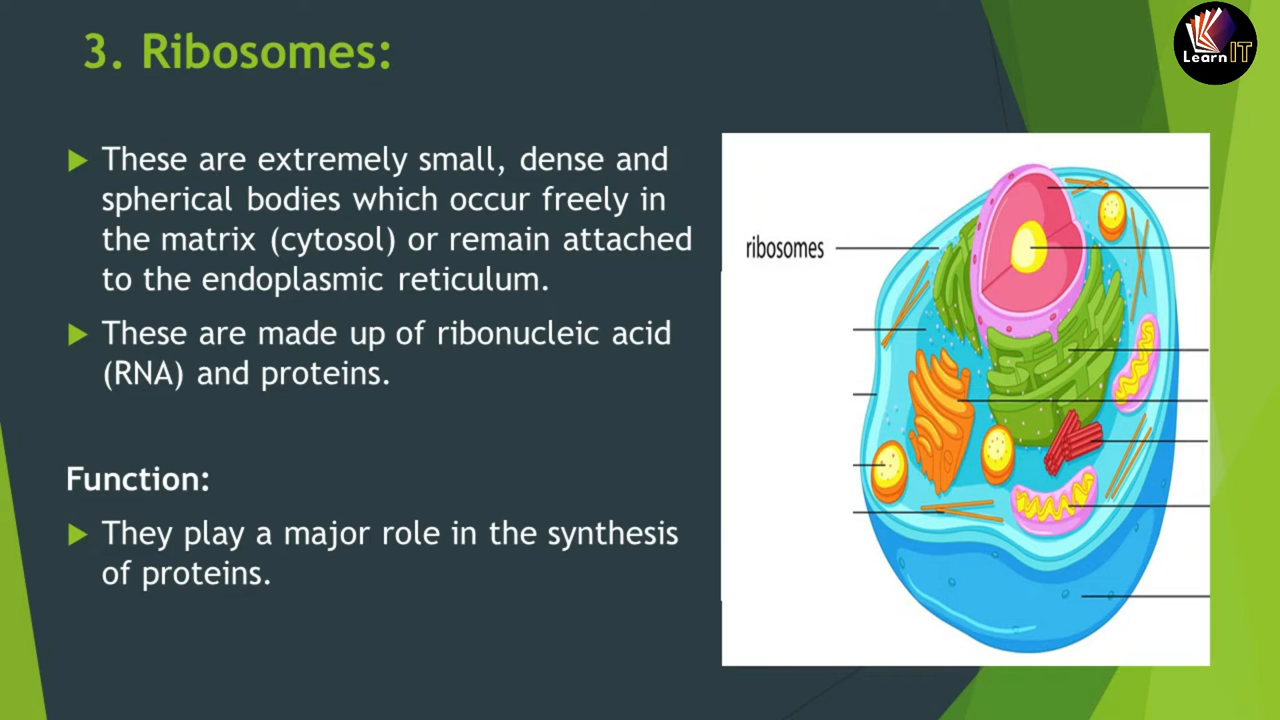 3. Ribosomes:
Learn IT
These are extremely small, dense and
spherical bodies which occur freely in
the matrix (cytosol) or remain attached
to the endoplasmic reticulum.
These are made up of ribonucleic acid
(RNA) and proteins.
Function:
They play a major role in the synthesis
of proteins.
ribosomes